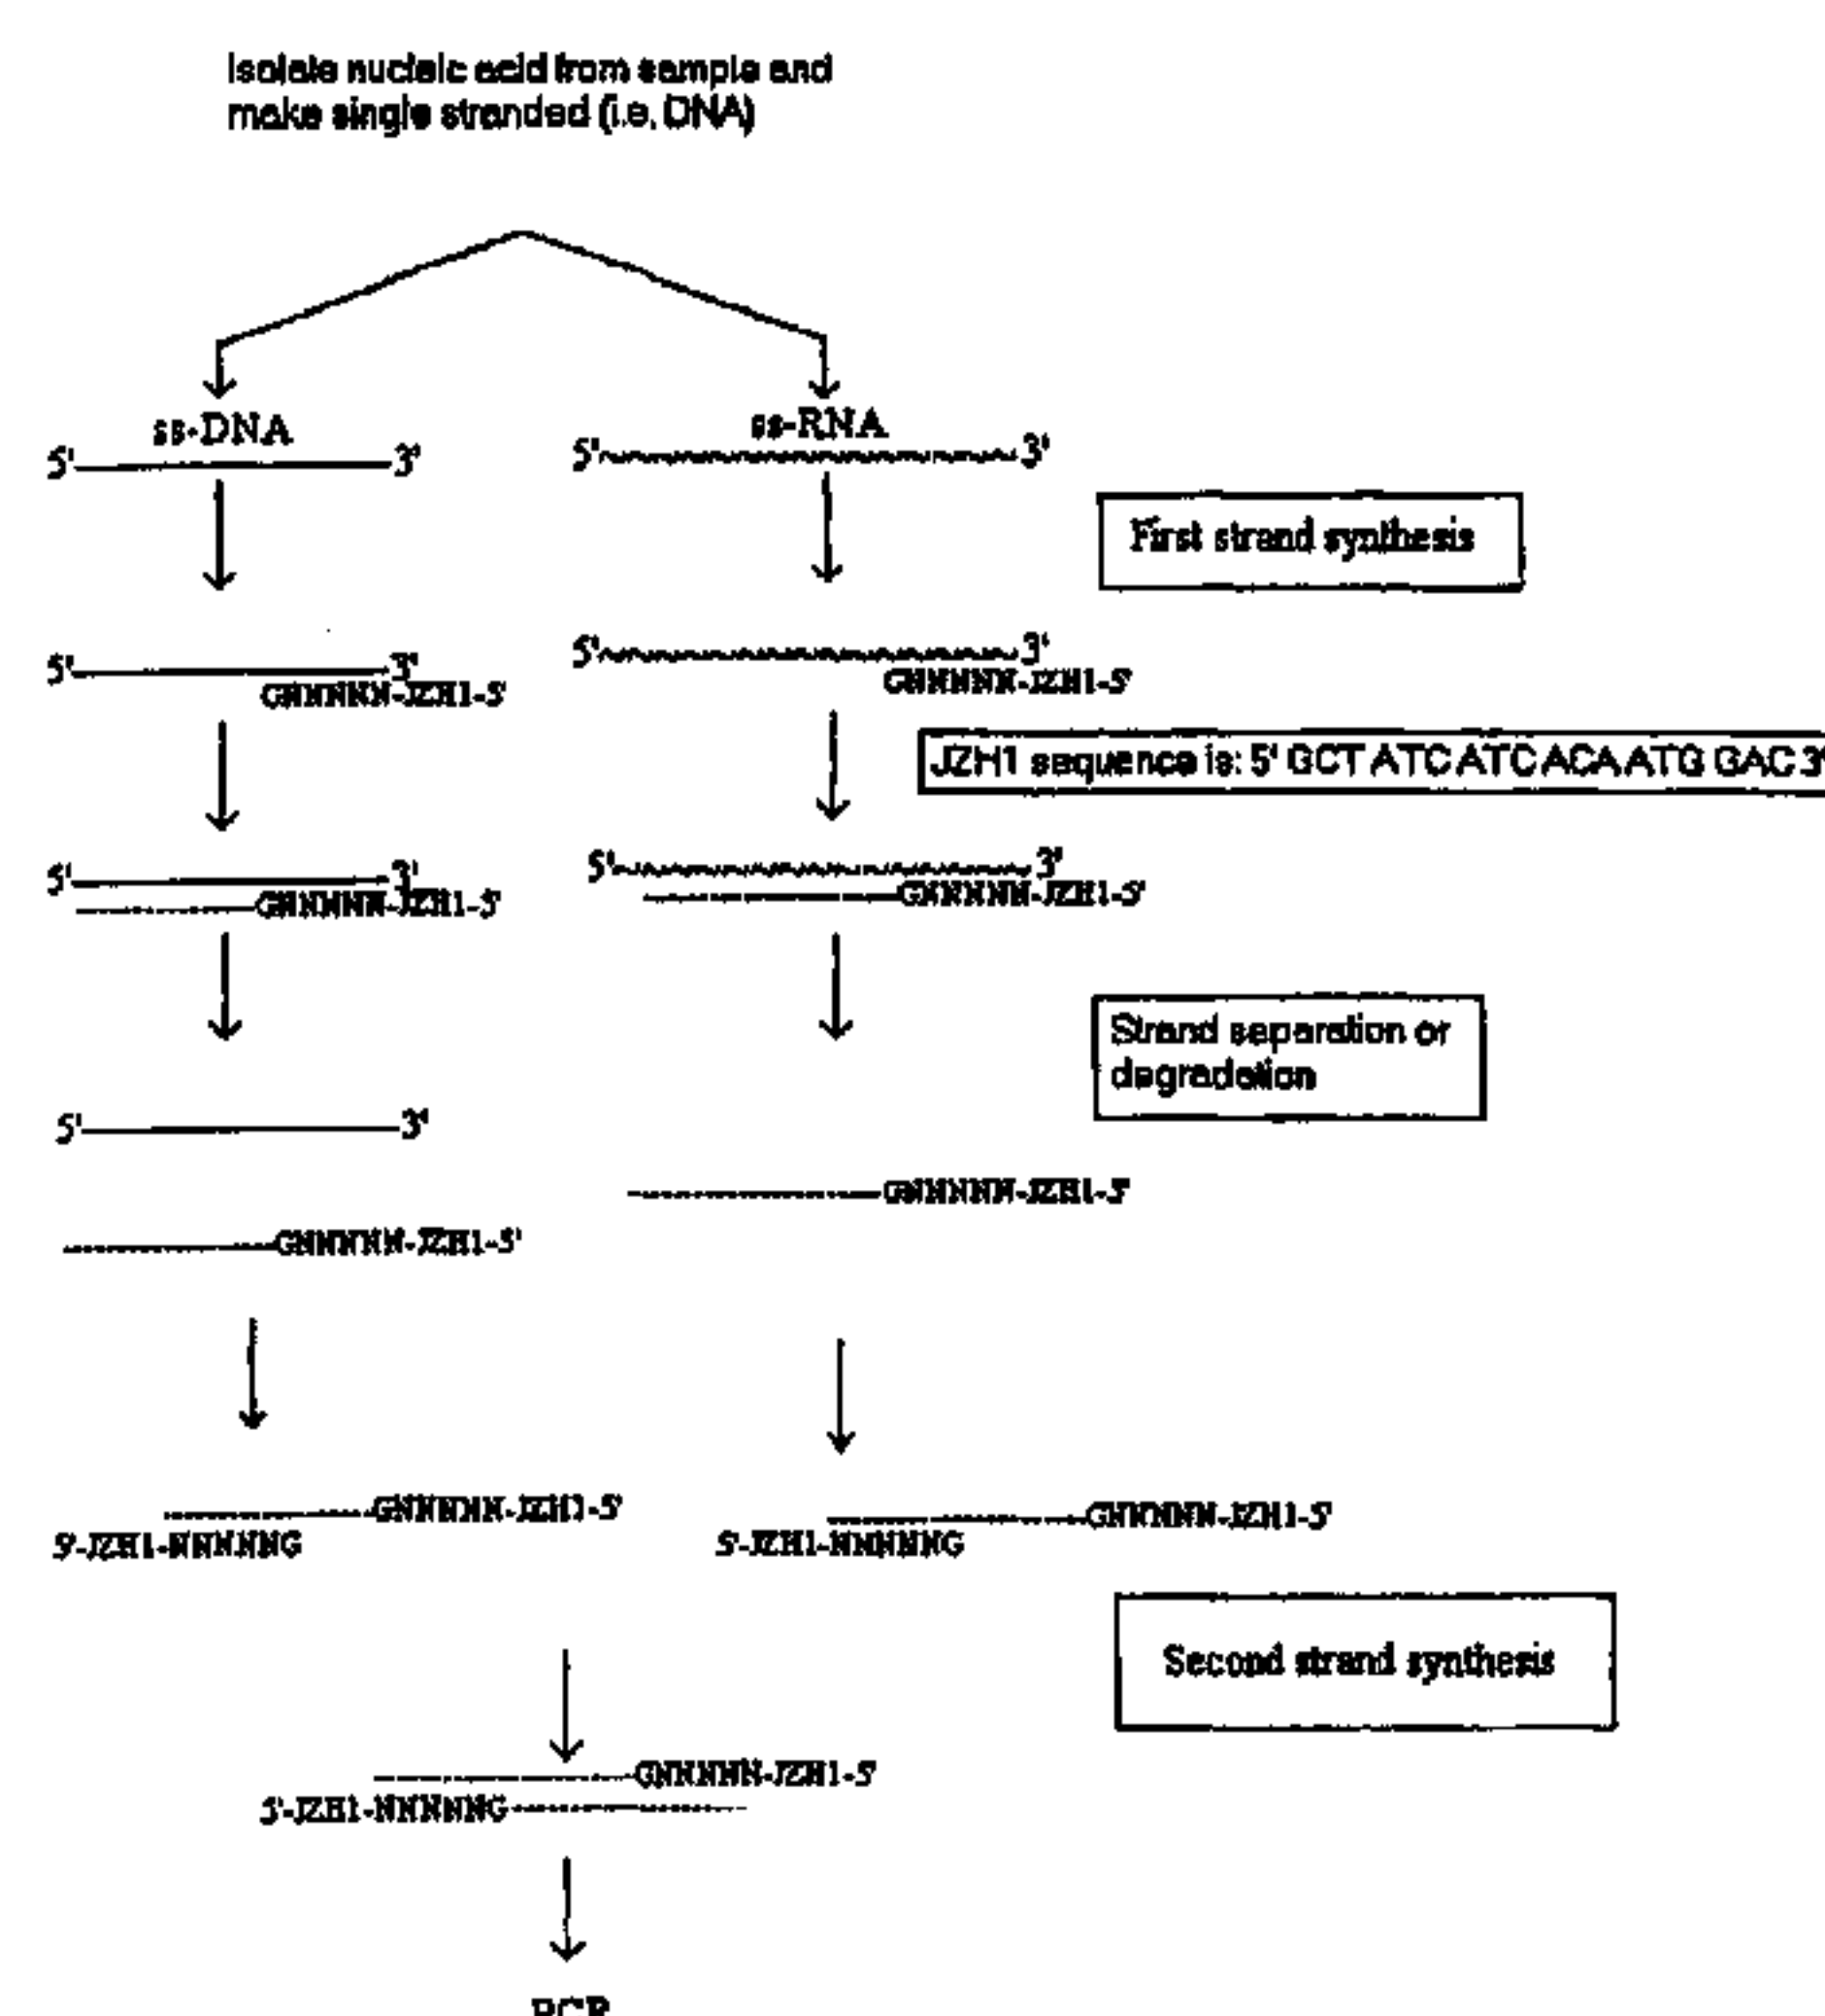 Isolate nucleic acid from sample and
make single stranded (i.e. DNA)
ss-DNA
5' 3'
ss-RNA
5' 3'
First strand synthesis
5' 3'
GNNNNN-JZH1-5'
5' 3'
GNNNNN-JZH1-5'
JZH1 sequence is: 5' GCT ATC ATC ACA ATG GAC 3'
5' 3'
GNNNNN-JZH1-5'
5' 3'
GNNNNN-JZH1-5'
Strand separation or
degradation
5' 3'
GNNNNN-JZH1-5'
GNNNNN-JZH1-5'
GNNNNN-JZH1-5'
5'-JZH1-NNNNNG
GNNNNN-JZH1-5'
5'-JZH1-NNNNNG
Second strand synthesis
GNNNNN-JZH1-5'
5'-JZH1-NNNNNG
PCR